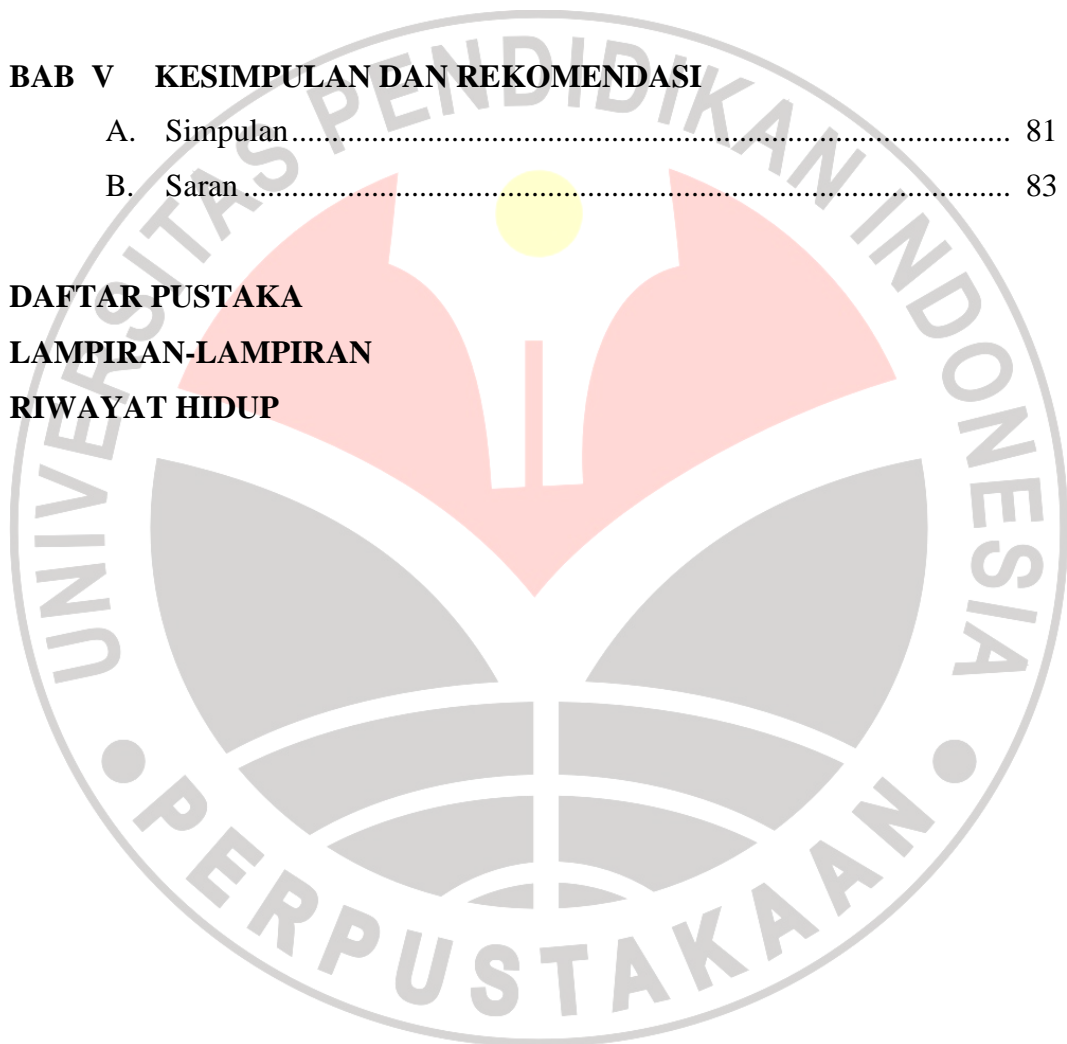 BAB V KESIMPULAN DAN REKOMENDASI
A. Simpulan.......................................................................................... 81
B. Saran ................................................................................................ 83
DAFTAR PUSTAKA
LAMPIRAN-LAMPIRAN
RIWAYAT HIDUP
UNIVERSITAS PENDIDIKAN INDONESIA
PERPUSTAKAAN